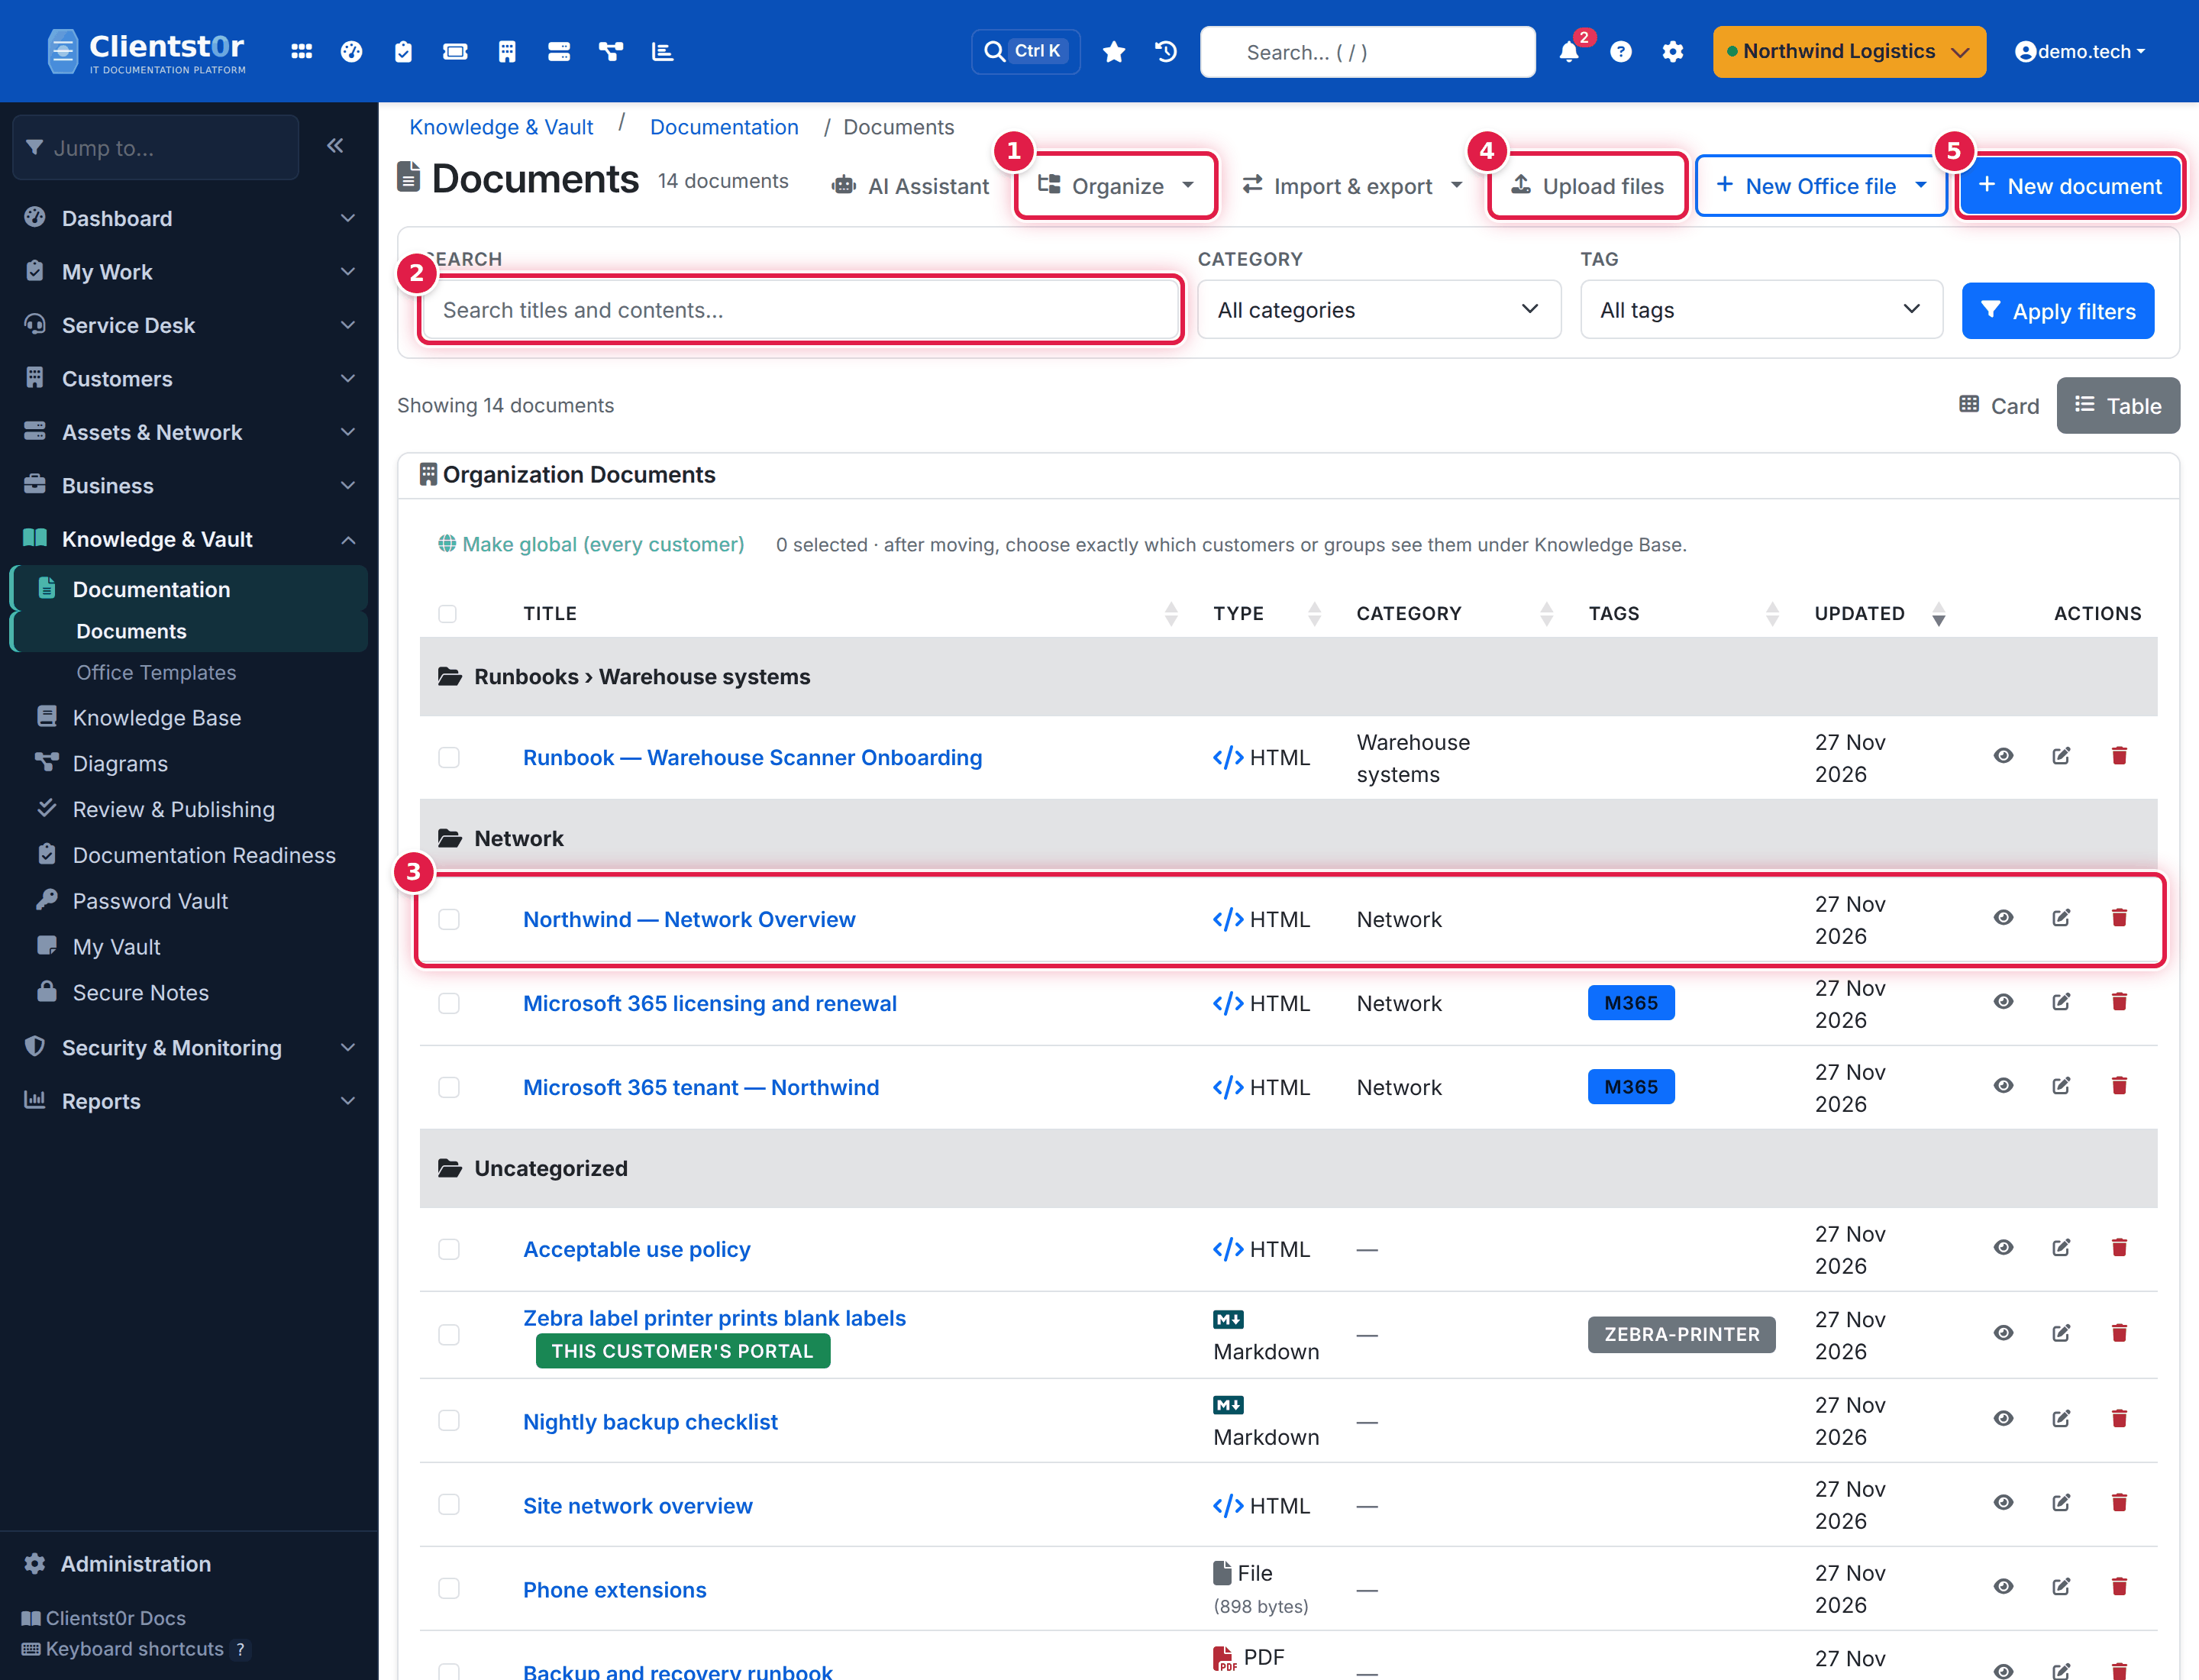 Clientst0r
IT DOCUMENTATION PLATFORM
Ctrl K
Search... ( / )
2
Northwind Logistics
demo.tech
Jump to...
Dashboard
My Work
Service Desk
Customers
Assets & Network
Business
Knowledge & Vault
Documentation
Documents
Office Templates
Knowledge Base
Diagrams
Review & Publishing
Documentation Readiness
Password Vault
My Vault
Secure Notes
Security & Monitoring
Reports
Administration
Clientst0r Docs
Keyboard shortcuts ?
Knowledge & Vault / Documentation / Documents
Documents 14 documents
AI Assistant
1
Organize
Import & export
4
Upload files
New Office file
5
New document
SEARCH
2
Search titles and contents...
CATEGORY
All categories
TAG
All tags
Apply filters
Showing 14 documents
Card
Table
Organization Documents
Make global (every customer) 0 selected · after moving, choose exactly which customers or groups see them under Knowledge Base.
TITLE TYPE CATEGORY TAGS UPDATED ACTIONS
Runbooks › Warehouse systems
Runbook — Warehouse Scanner Onboarding </> HTML Warehouse systems 27 Nov 2026
Network
3
Northwind — Network Overview </> HTML Network 27 Nov 2026
Microsoft 365 licensing and renewal </> HTML Network M365 27 Nov 2026
Microsoft 365 tenant — Northwind </> HTML Network M365 27 Nov 2026
Uncategorized
Acceptable use policy </> HTML — 27 Nov 2026
Zebra label printer prints blank labels THIS CUSTOMER'S PORTAL M Markdown — ZEBRA-PRINTER 27 Nov 2026
Nightly backup checklist M Markdown — 27 Nov 2026
Site network overview </> HTML — 27 Nov 2026
Phone extensions File (898 bytes) — 27 Nov 2026
Backup and recovery runbook PDF PDF — 27 Nov